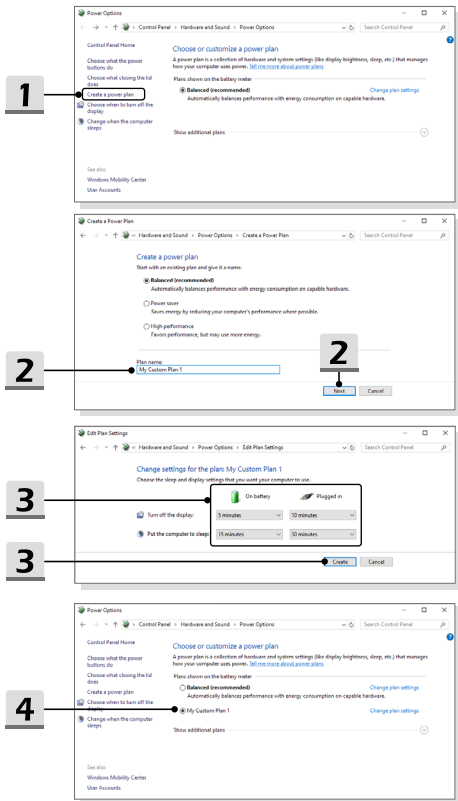 Power Options
Control Panel > Hardware and Sound > Power Options
Search Control Panel
Control Panel Home
Choose what the power
buttons do
Choose what closing the lid
does
Create a power plan
Choose when to turn off the
display
Change when the computer
sleeps
See also
Windows Mobility Center
User Accounts
Choose or customize a power plan
A power plan is a collection of hardware and system settings (like display brightness, sleep, etc.) that manages
how your computer uses power. Tell me more about power plans
Plans shown on the battery meter
Balanced (recommended)
Change plan settings
Automatically balances performance with energy consumption on capable hardware.
Show additional plans
1
Create a Power Plan
« Hardware and Sound > Power Options > Create a Power Plan
Search Control Panel
Create a power plan
Start with an existing plan and give it a name.
Balanced (recommended)
Automatically balances performance with energy consumption on capable hardware.
Power saver
Saves energy by reducing your computer's performance where possible.
High performance
Favors performance, but may use more energy.
Plan name:
My Custom Plan 1
2
2
Next
Cancel
Edit Plan Settings
« Hardware and Sound > Power Options > Edit Plan Settings
Search Control Panel
Change settings for the plan: My Custom Plan 1
Choose the sleep and display settings that you want your computer to use.
On battery
Plugged in
Turn off the display:
5 minutes
10 minutes
Put the computer to sleep:
15 minutes
30 minutes
3
3
Create
Cancel
Power Options
Control Panel > Hardware and Sound > Power Options
Search Control Panel
Control Panel Home
Choose what the power
buttons do
Choose what closing the lid
does
Create a power plan
Choose when to turn off the
display
Change when the computer
sleeps
See also
Windows Mobility Center
User Accounts
Choose or customize a power plan
A power plan is a collection of hardware and system settings (like display brightness, sleep, etc.) that manages
how your computer uses power. Tell me more about power plans
Plans shown on the battery meter
Balanced (recommended)
Change plan settings
Automatically balances performance with energy consumption on capable hardware.
My Custom Plan 1
Change plan settings
Show additional plans
4